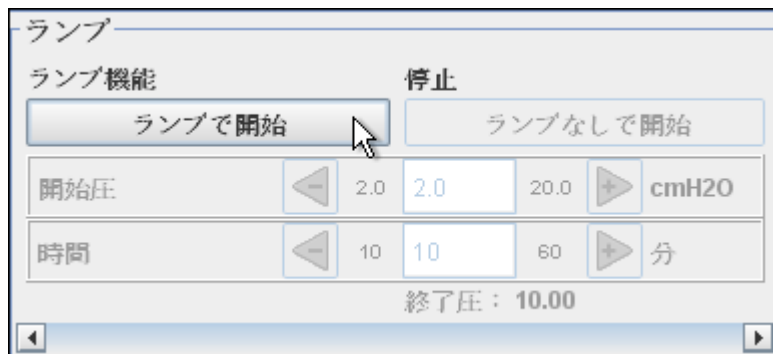 ランプ
ランプ機能 停止
ランプで開始 ランプなしで開始
開始圧 2.0 2.0 20.0 cmH2O
時間 10 10 60 分
終了圧： 10.00